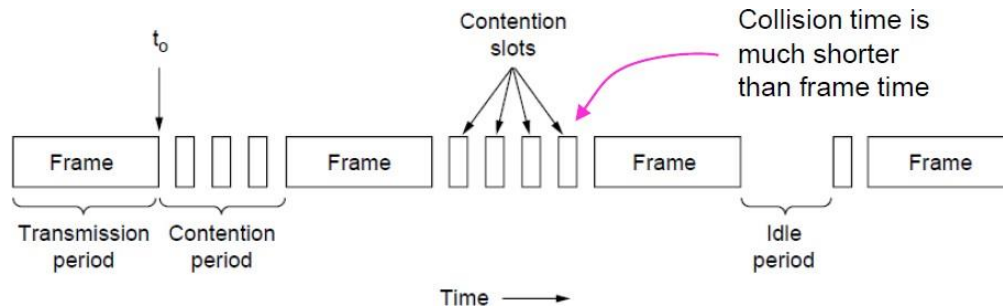 t₀
Contention
slots
Collision time is
much shorter
than frame time
Frame
Frame
Frame
Frame
Transmission
period
Contention
period
Idle
period
Time